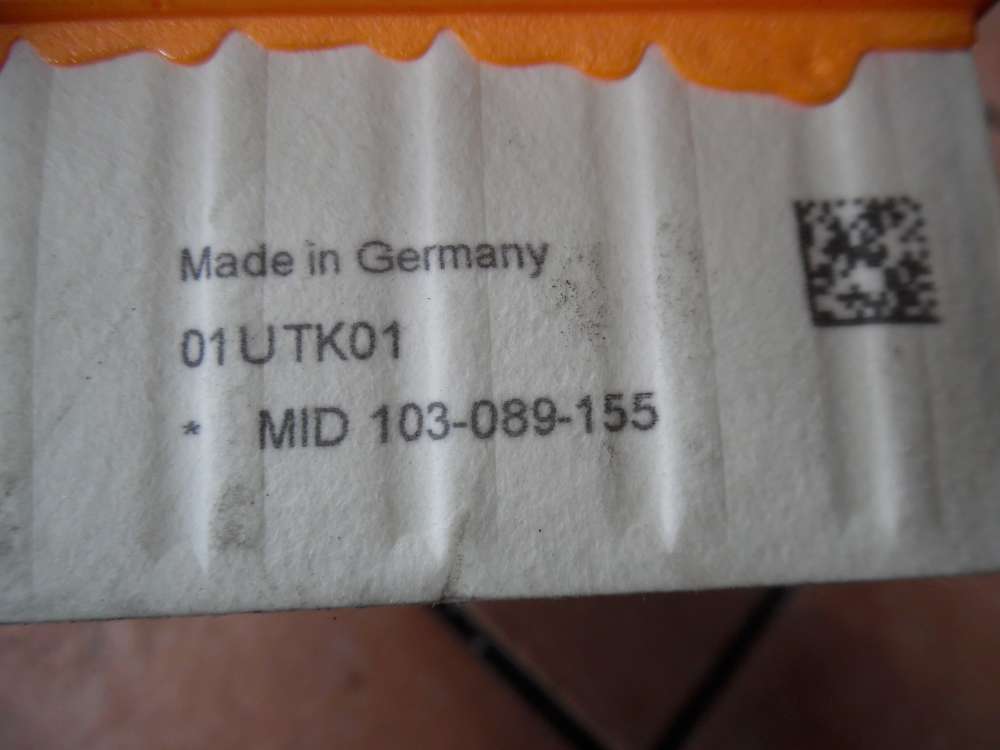 Made in Germany
01UTK01
* MID 103-089-155